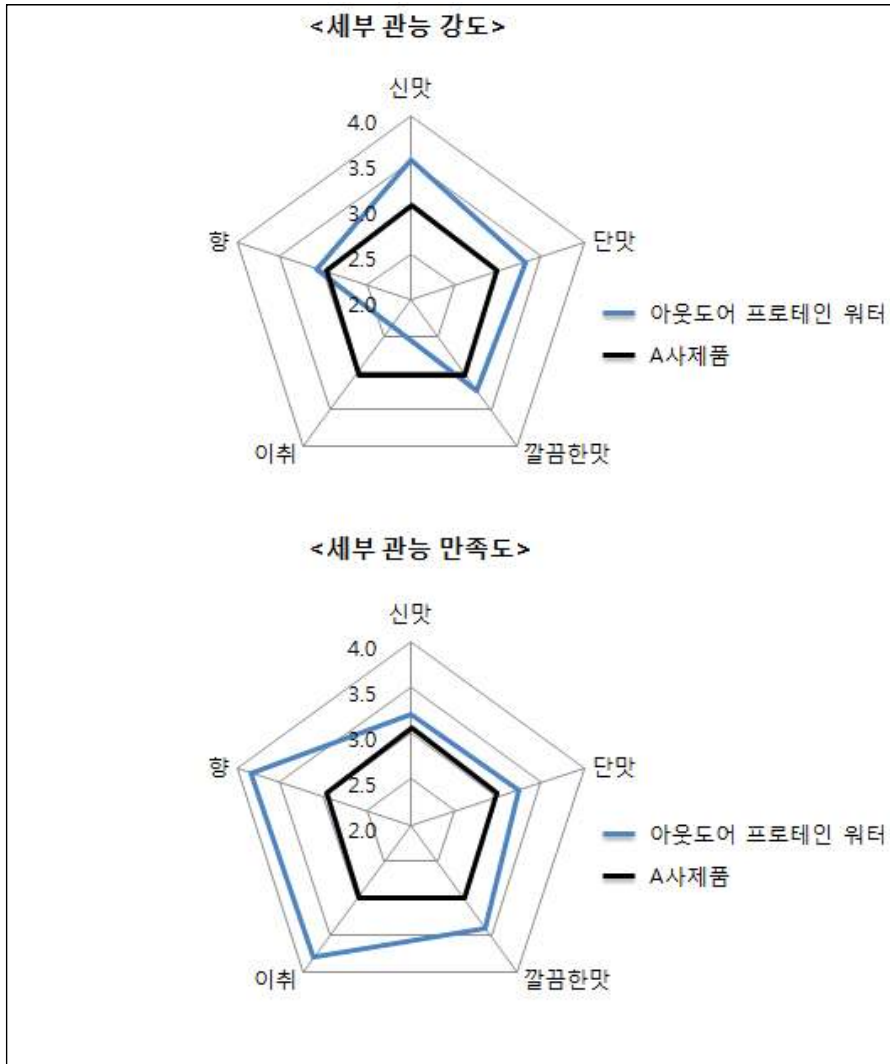 <세부 관능 강도>
신맛
4.0
3.5
3.0
2.5
2.0
향
단맛
이취
깔끔한맛
아웃도어 프로테인 워터
A사제품
<세부 관능 만족도>
신맛
4.0
3.5
3.0
2.5
2.0
향
단맛
이취
깔끔한맛
아웃도어 프로테인 워터
A사제품